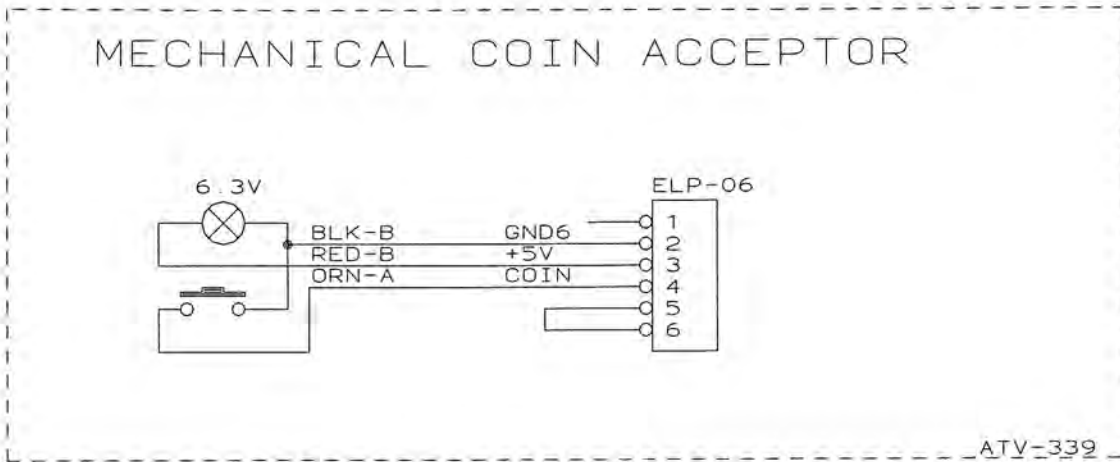 MECHANICAL COIN ACCEPTOR
6.3V
ELP-06
1
BLK-B GND6 2
RED-B +5V 3
ORN-A COIN 4
5
6
ATV-339